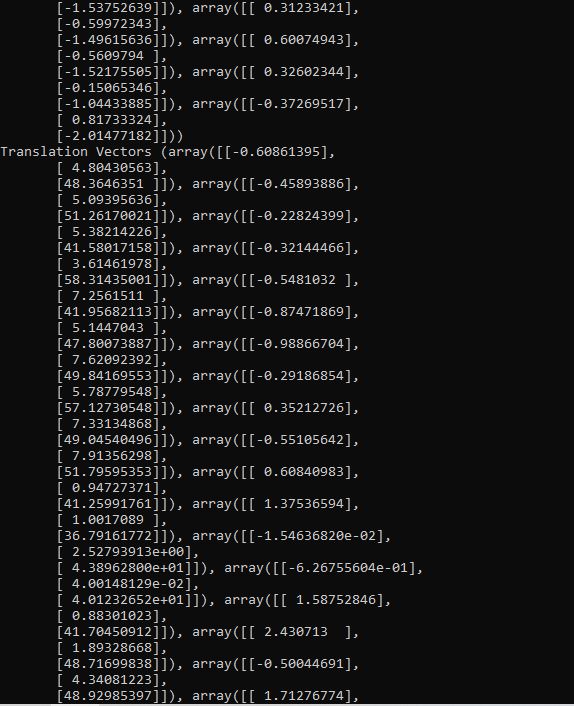 [-1.53752639]]), array([[ 0.31233421],
[-0.59972343],
[-1.49615636]]), array([[ 0.60074943],
[-0.5609794 ],
[-1.52175505]]), array([[ 0.32602344],
[-0.15065346],
[-1.04433885]]), array([[-0.37269517],
[ 0.81733324],
[-2.01477182]]))
Translation Vectors (array([[-0.60861395],
[ 4.80430563],
[48.3646351 ]]), array([[-0.45893886],
[ 5.09395636],
[51.26170021]]), array([[-0.22824399],
[ 5.38214226],
[41.58017158]]), array([[-0.32144466],
[ 3.61461978],
[58.31435001]]), array([[-0.5481032 ],
[ 7.2561511 ],
[41.95682113]]), array([[-0.87471869],
[ 5.1447043 ],
[47.80073887]]), array([[-0.98866704],
[ 7.62092392],
[49.84169553]]), array([[-0.29186854],
[ 5.78779548],
[57.12730548]]), array([[ 0.35212726],
[ 7.33134868],
[49.04540496]]), array([[-0.55105642],
[ 7.91356298],
[51.79595353]]), array([[ 0.60840983],
[ 0.94727371],
[41.25991761]]), array([[ 1.37536594],
[ 1.0017089 ],
[36.79161772]]), array([[-1.54636820e-02],
[ 2.52793913e+00],
[ 4.38962800e+01]]), array([[-6.26755604e-01],
[ 4.00148129e-02],
[ 4.01232652e+01]]), array([[ 1.58752846],
[ 0.88301023],
[41.70450912]]), array([[ 2.430713  ],
[ 1.89328668],
[48.71699838]]), array([[-0.50044691],
[ 4.34081223],
[48.92985397]]), array([[ 1.71276774],